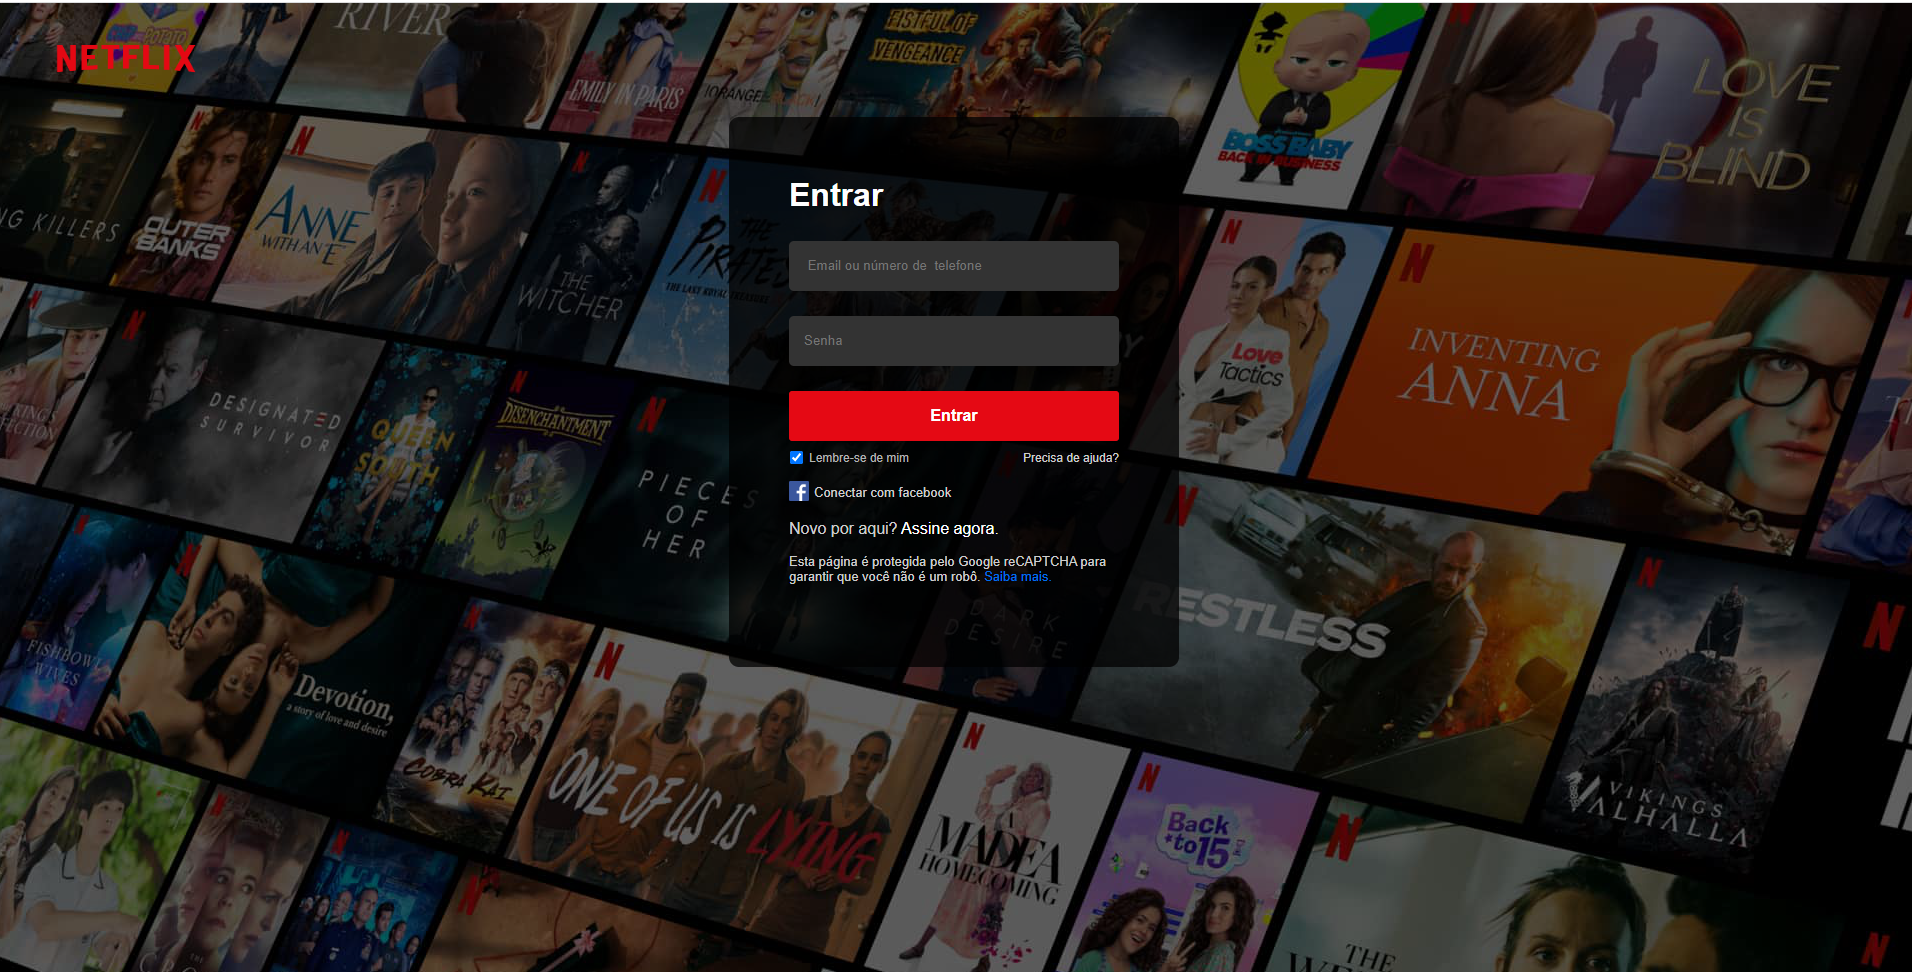 NETFLIX
RIVER
EMILY IN PARIS
ORANGE
BLACK
FISTFUL OF
VENGEANCE
THE BOSS BABY
BACK IN BUSINESS
LOVE
IS
BLIND
NG KILLERS
OUTER
BANKS
ANNE
WITH AN E
THE
WITCHER
THE
PIRATES
THE LAST ROYAL TREASURE
Entrar
Email ou número de  telefone
Senha
Entrar
Lembre-se de mim
Precisa de ajuda?
Conectar com facebook
Novo por aqui? Assine agora.
Esta página é protegida pelo Google reCAPTCHA para
garantir que você não é um robô. Saiba mais.
Love
Tactics
INVENTING
ANNA
DESIGNATED
SURVIVOR
QUEEN
SOUTH
DISENCHANTMENT
PIECES
OF
HER
DARK
DESIRE
RESTLESS
FISHBOWL
WIVES
Devotion,
a story of love and desire
COBRA KAI
ONE OF US IS LYING
A
MADEA
HOMECOMING
Back
to 15
VIKINGS
VALHALLA
THE